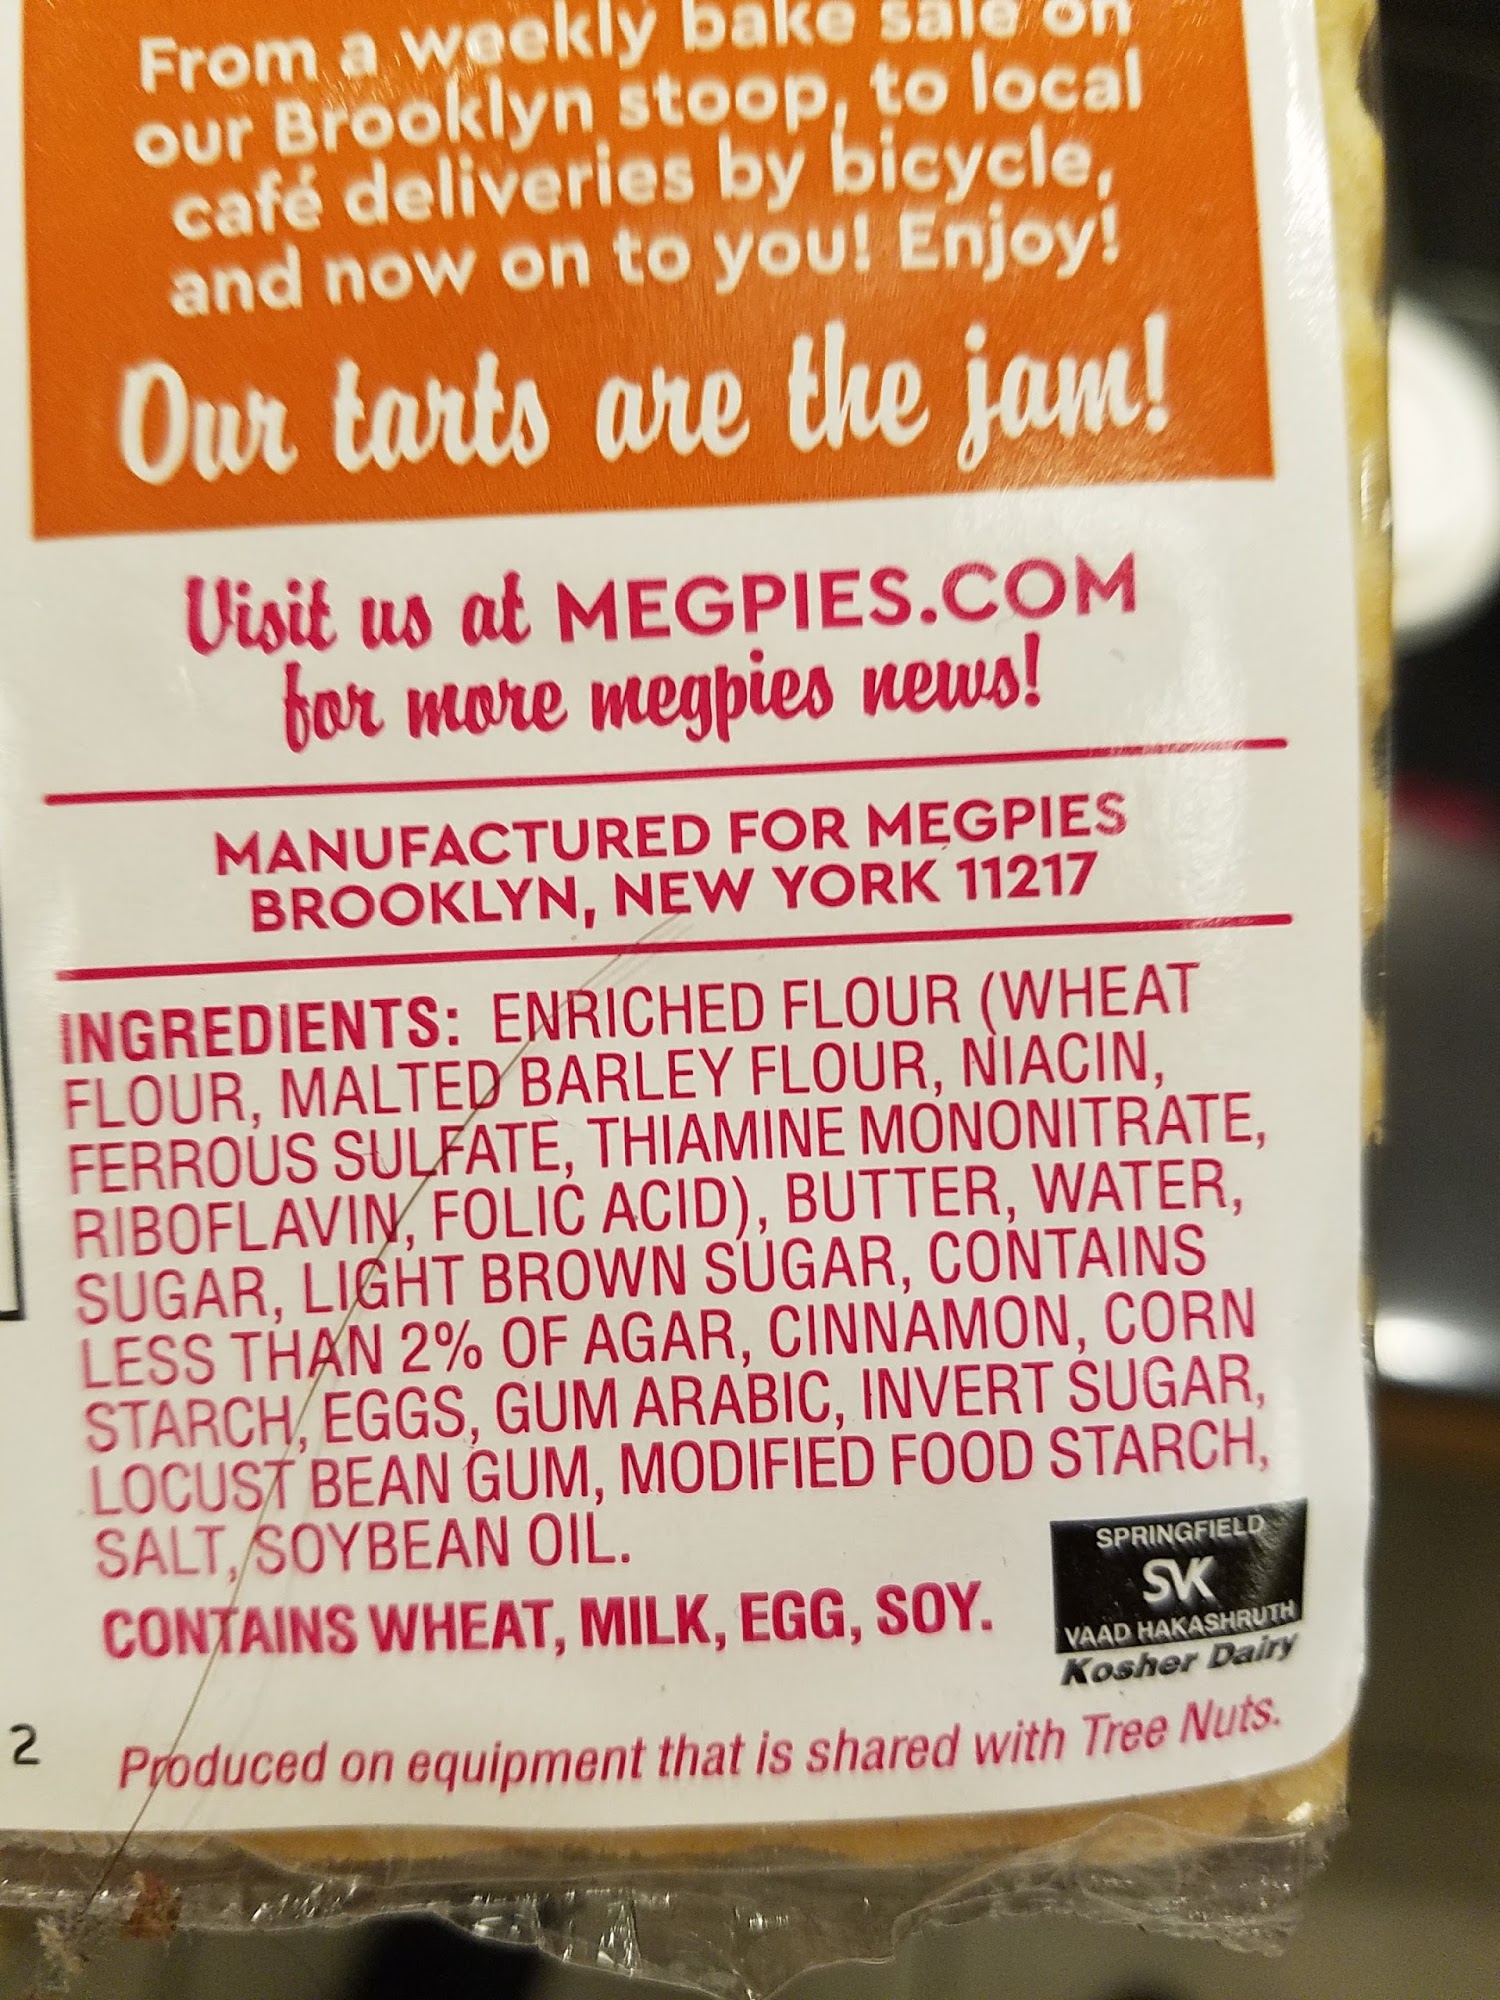 From a weekly bake sale on
our Brooklyn stoop, to local
café deliveries by bicycle,
and now on to you! Enjoy!
Our tarts are the jam!
Visit us at MEGPIES.COM
for more megpies news!
MANUFACTURED FOR MEGPIES
BROOKLYN, NEW YORK 11217
INGREDIENTS: ENRICHED FLOUR (WHEAT
FLOUR, MALTED BARLEY FLOUR, NIACIN,
FERROUS SULFATE, THIAMINE MONONITRATE,
RIBOFLAVIN, FOLIC ACID), BUTTER, WATER,
SUGAR, LIGHT BROWN SUGAR, CONTAINS
LESS THAN 2% OF AGAR, CINNAMON, CORN
STARCH, EGGS, GUM ARABIC, INVERT SUGAR,
LOCUST BEAN GUM, MODIFIED FOOD STARCH,
SALT, SOYBEAN OIL.
CONTAINS WHEAT, MILK, EGG, SOY.
SPRINGFIELD
SVK
VAAD HAKASHRUTH
Kosher Dairy
2
Produced on equipment that is shared with Tree Nuts.